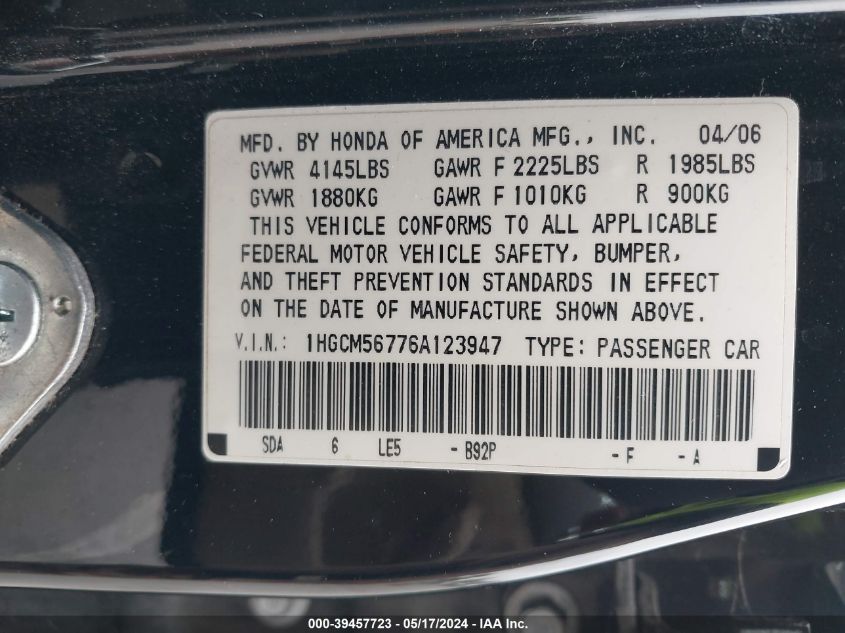 MFD. BY HONDA OF AMERICA MFG., INC. 04/06
GVWR 4145LBS GAWR F 2225LBS R 1985LBS
GVWR 1880KG GAWR F 1010KG R 900KG
THIS VEHICLE CONFORMS TO ALL APPLICABLE
FEDERAL MOTOR VEHICLE SAFETY, BUMPER,
AND THEFT PREVENTION STANDARDS IN EFFECT
ON THE DATE OF MANUFACTURE SHOWN ABOVE.
V.I.N.: 1HGCM56776A123947 TYPE: PASSENGER CAR
SDA 6 LE5 - B92P - F - A
000-39457723 - 05/17/2024 - IAA Inc.